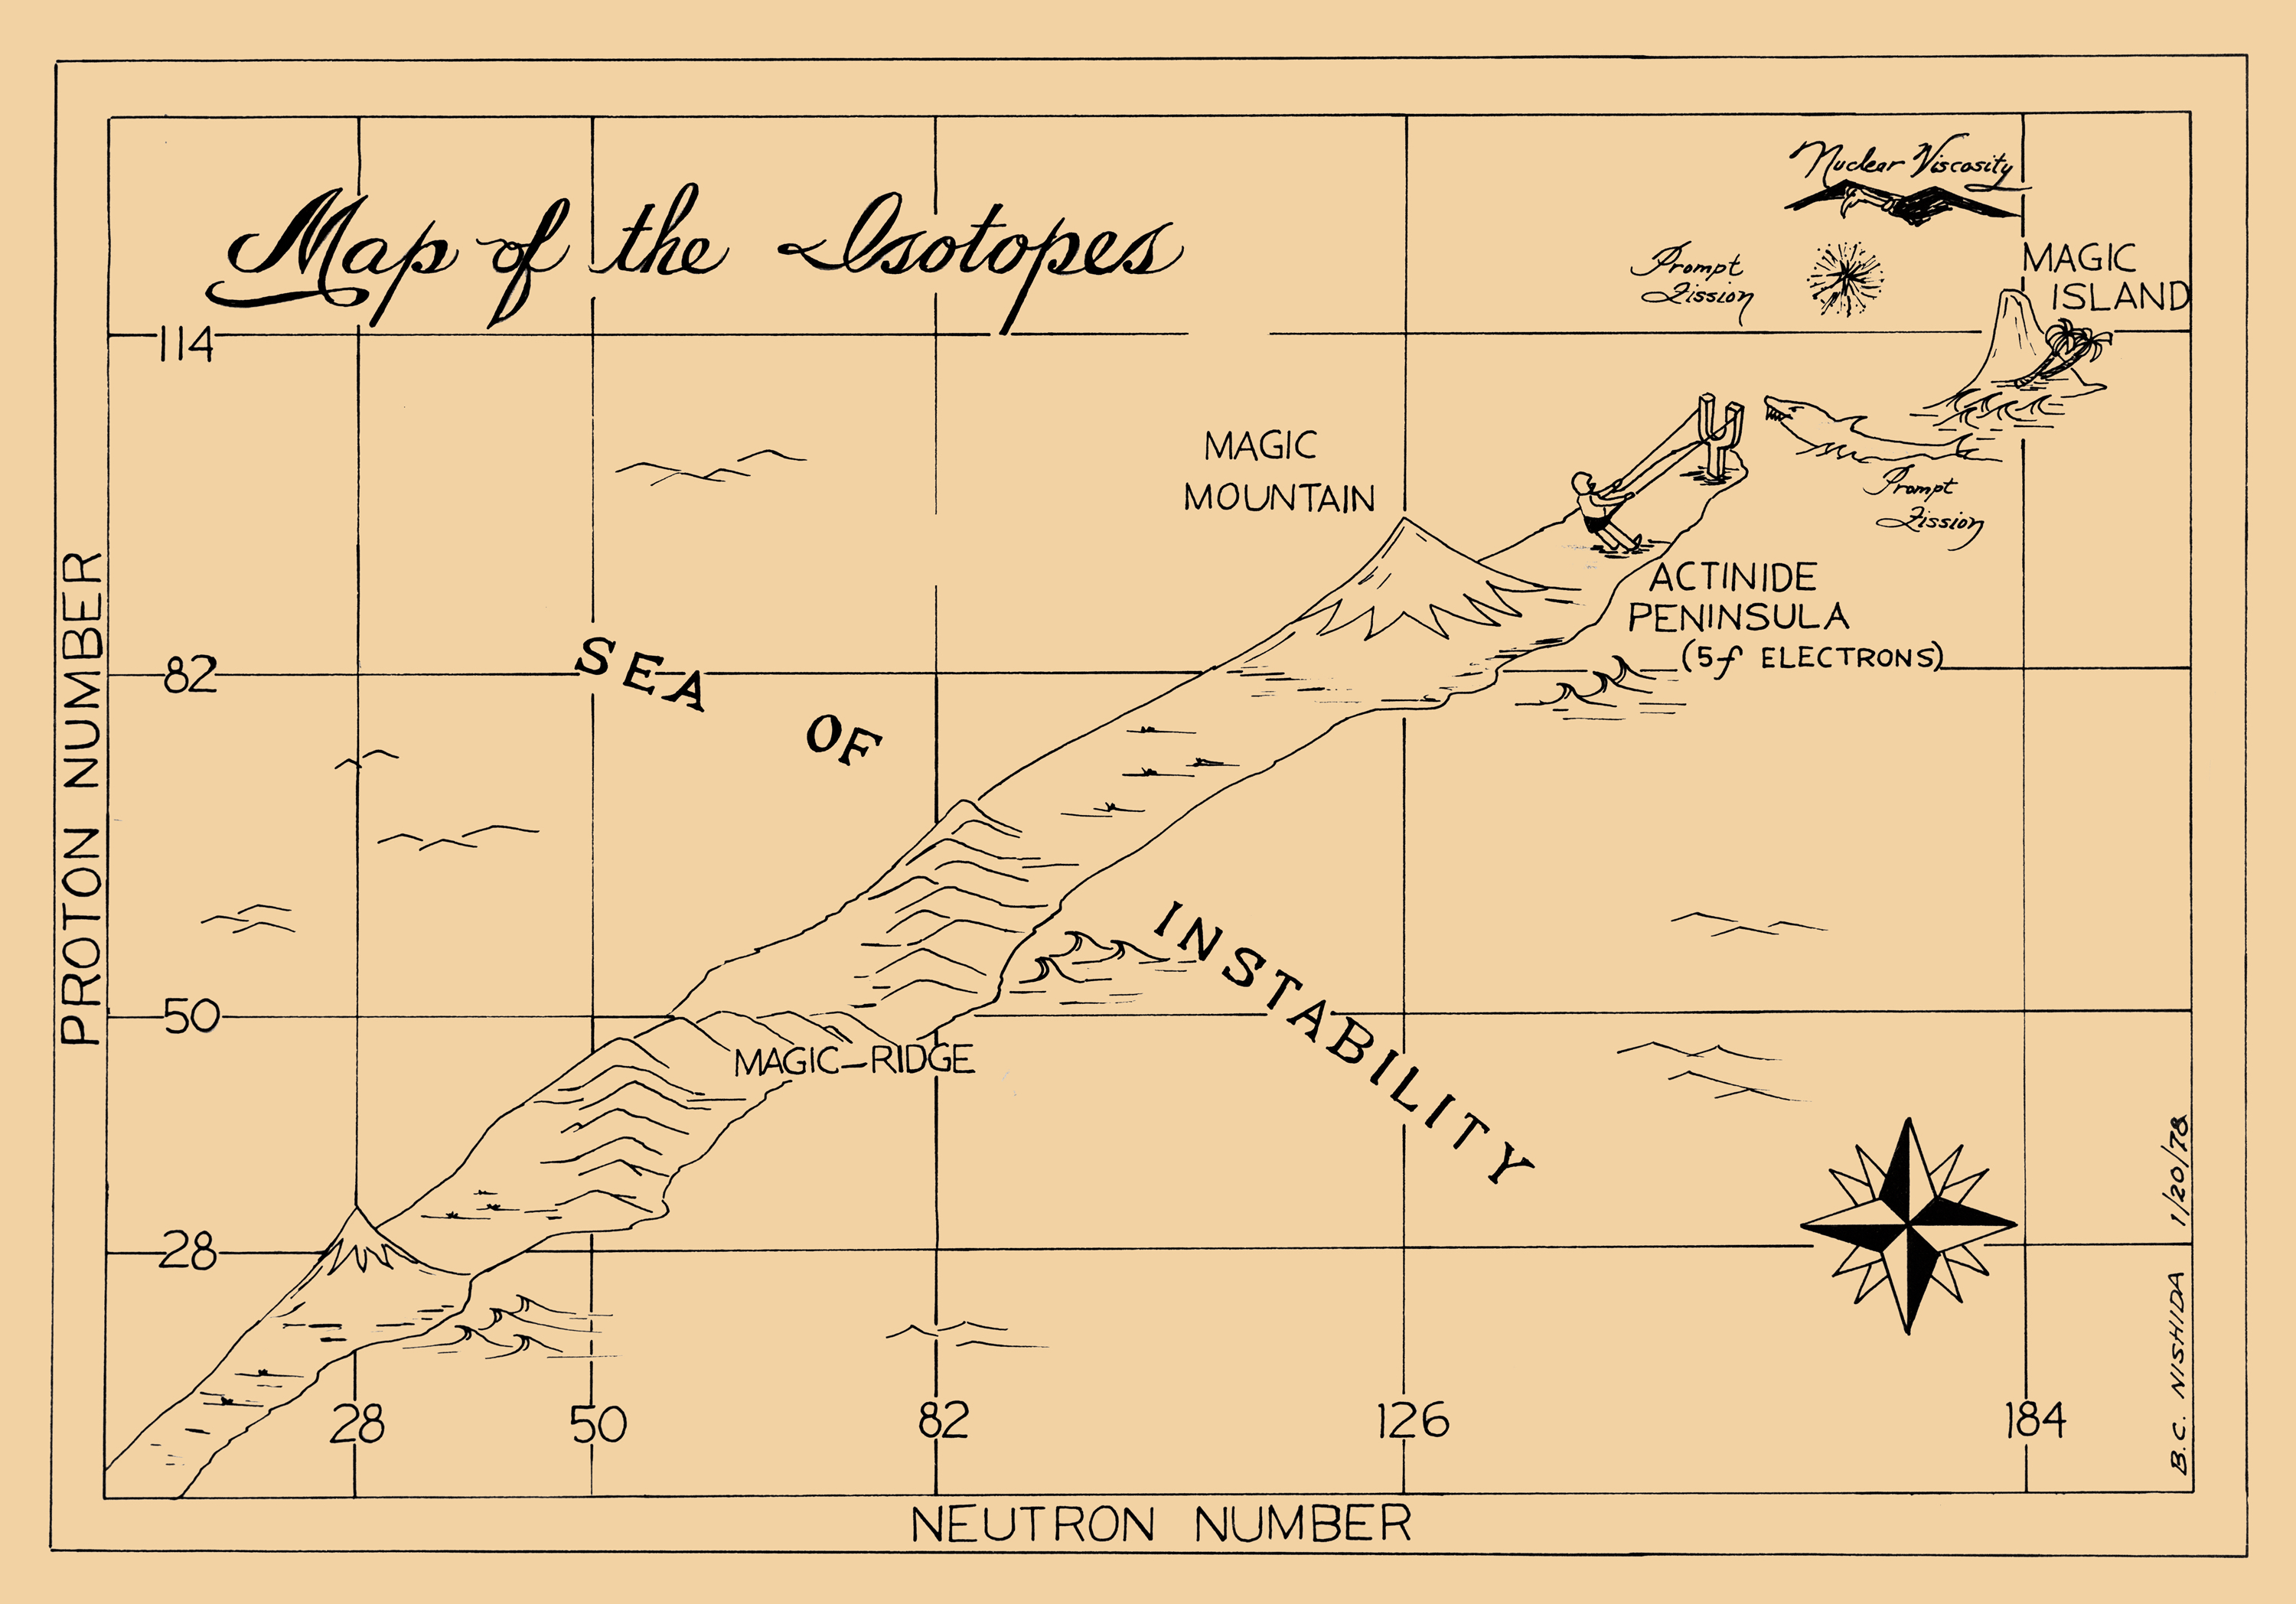 Map of the Isotopes
Nuclear Viscosity
Prompt
Fission
MAGIC
ISLAND
114
MAGIC
MOUNTAIN
Prompt
Fission
ACTINIDE
PENINSULA
(5f ELECTRONS)
SEA OF INSTABILITY
82
PROTON NUMBER
50
MAGIC-RIDGE
28
28 50 82 126 184
NEUTRON NUMBER
B.C. NISHIDA 1/20/78